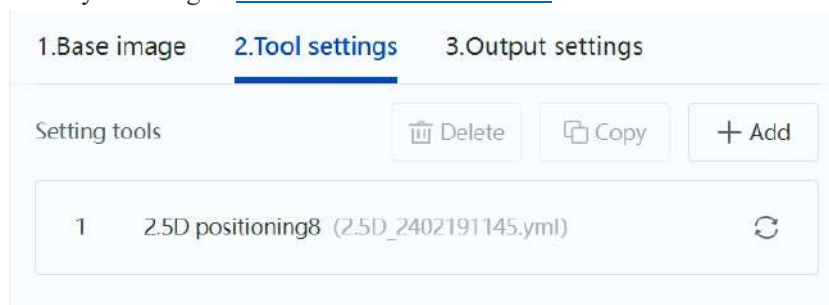 1.Base image 2.Tool settings 3.Output settings
Setting tools Delete Copy + Add
1 2.5D positioning8 (2.5D_2402191145.yml)